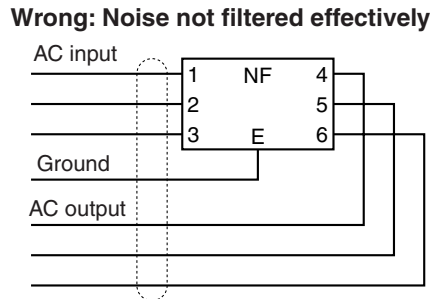 Wrong: Noise not filtered effectively
AC input
1 NF 4
2 5
3 E 6
Ground
AC output